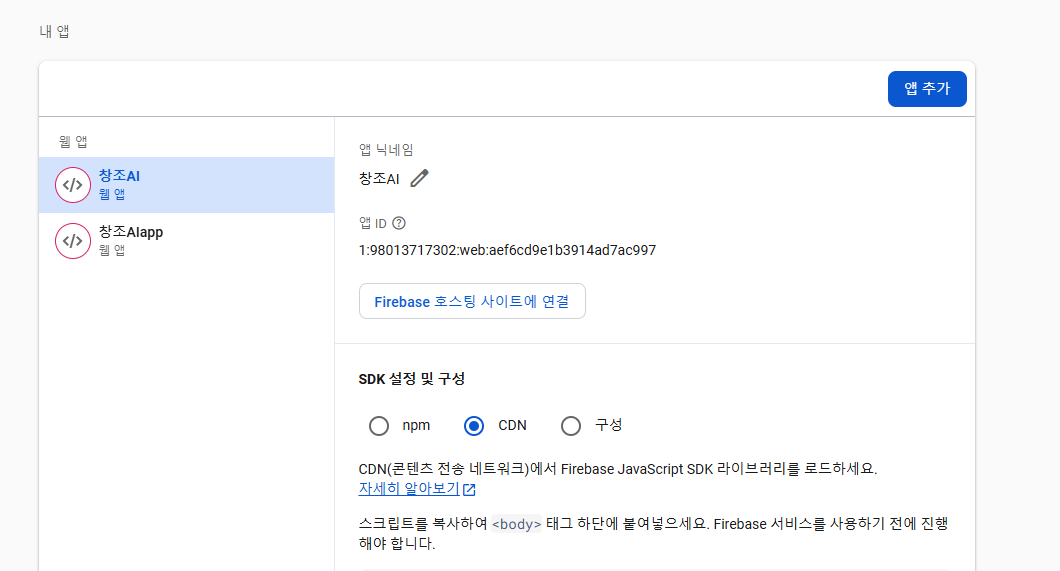 내 앱
앱 추가
웹 앱
창조AI
웹 앱
창조AIapp
웹 앱
앱 닉네임
창조AI
앱 ID
1:98013717302:web:aef6cd9e1b3914ad7ac997
Firebase 호스팅 사이트에 연결
SDK 설정 및 구성
npm
CDN
구성
CDN(콘텐츠 전송 네트워크)에서 Firebase JavaScript SDK 라이브러리를 로드하세요.
자세히 알아보기
스크립트를 복사하여 <body> 태그 하단에 붙여넣으세요. Firebase 서비스를 사용하기 전에 진행
해야 합니다.